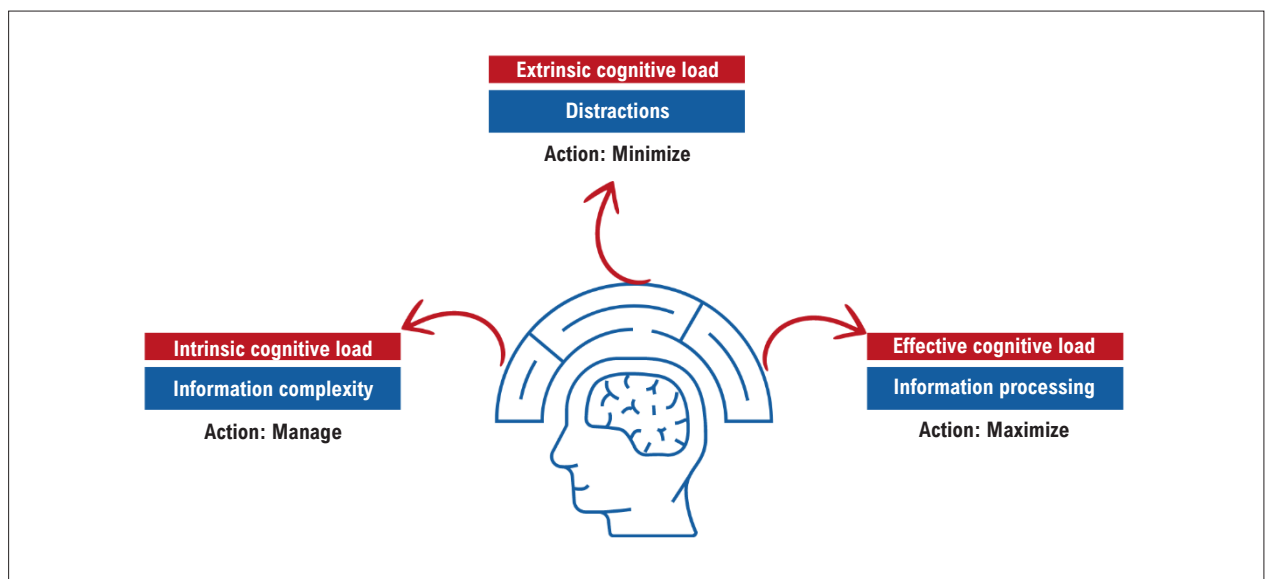 Extrinsic cognitive load
Distractions
Action: Minimize
Intrinsic cognitive load
Information complexity
Action: Manage
Effective cognitive load
Information processing
Action: Maximize